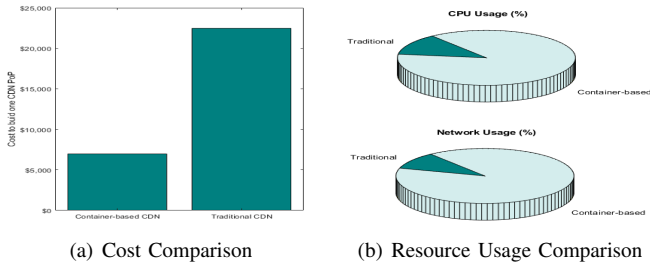 $25,000
$20,000
$15,000
$10,000
$5,000
$0
Cost to buid one CDN PoP
Container-based CDN
Traditional CDN
CPU Usage (%)
Traditional
Container-based
Network Usage (%)
Traditional
Container-based
(a) Cost Comparison
(b) Resource Usage Comparison